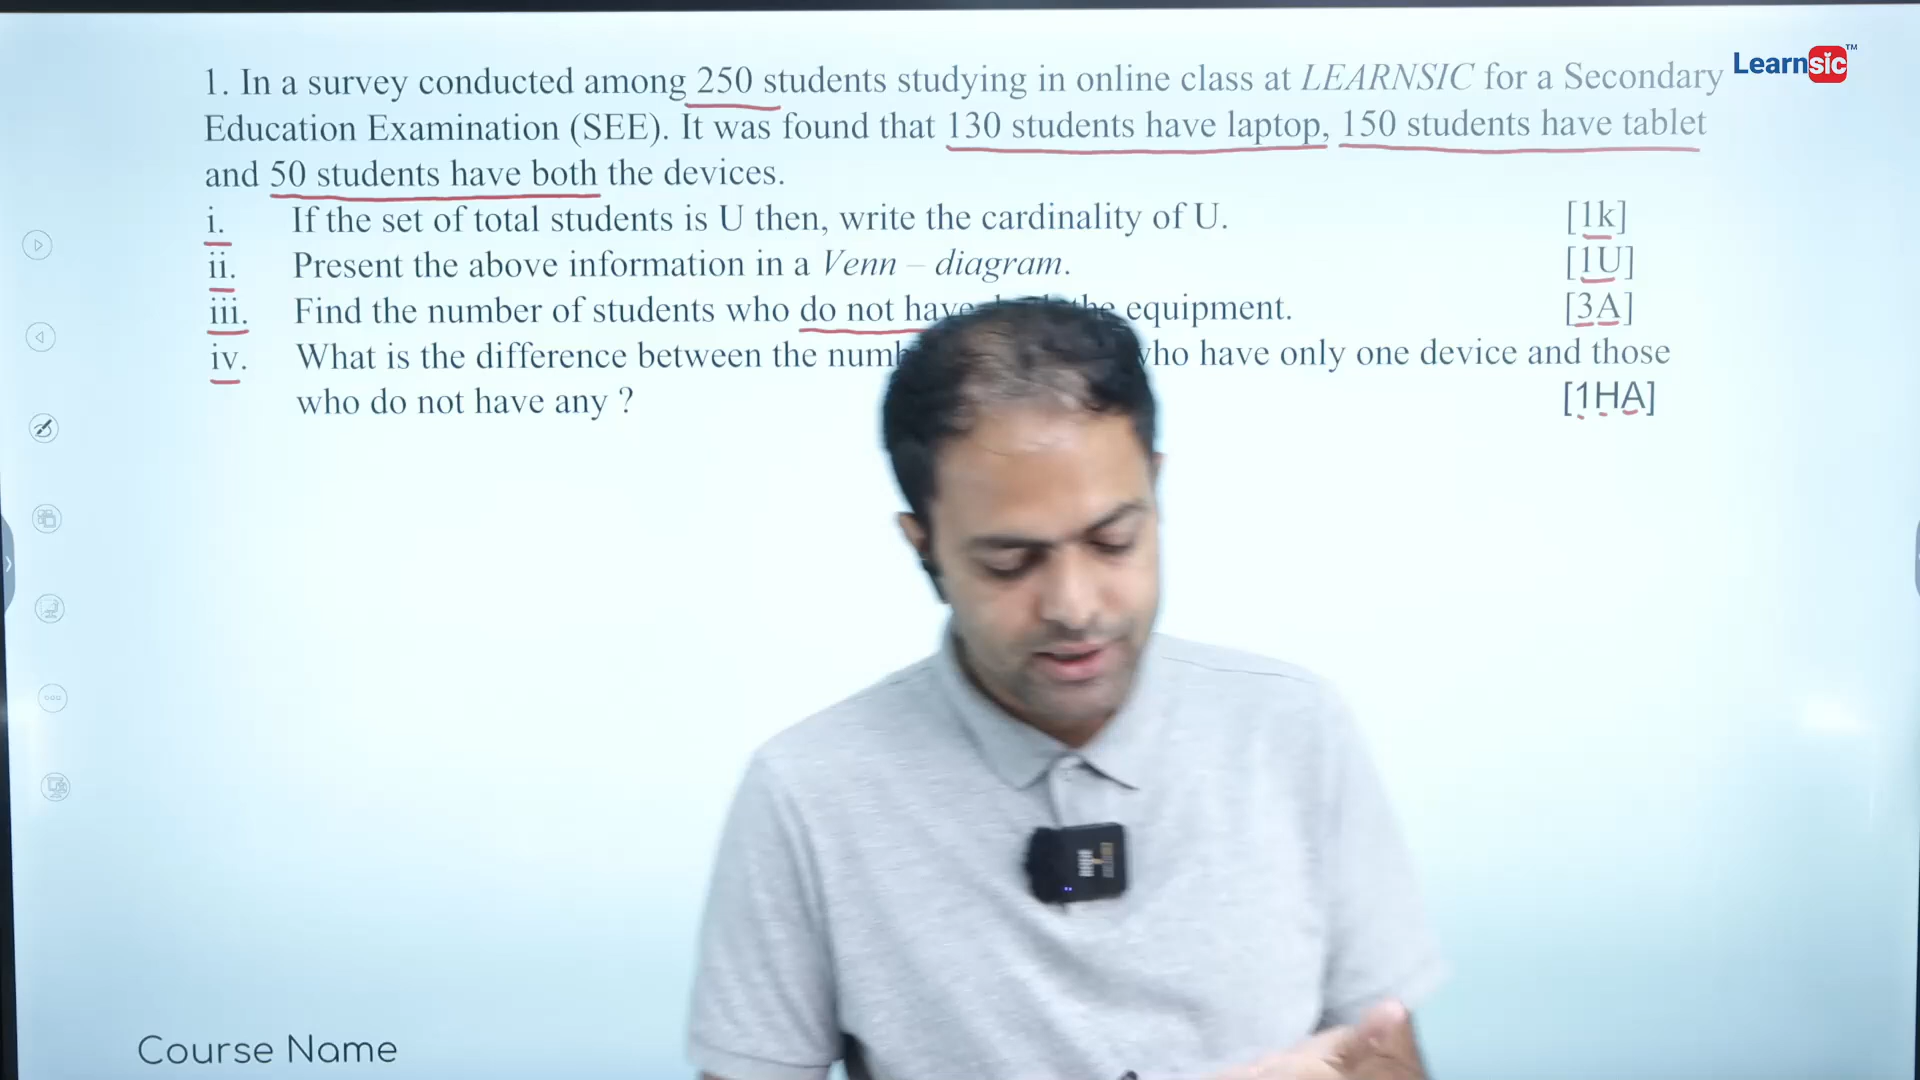 Learnsic™
1. In a survey conducted among 250 students studying in online class at LEARNSIC for a Secondary
Education Examination (SEE). It was found that 130 students have laptop, 150 students have tablet
and 50 students have both the devices.
i. If the set of total students is U then, write the cardinality of U. [1k]
ii. Present the above information in a Venn – diagram. [1U]
iii. Find the number of students who do not have the equipment. [3A]
iv. What is the difference between the who have only one device and those
who do not have any ? [1HA]
Course Name